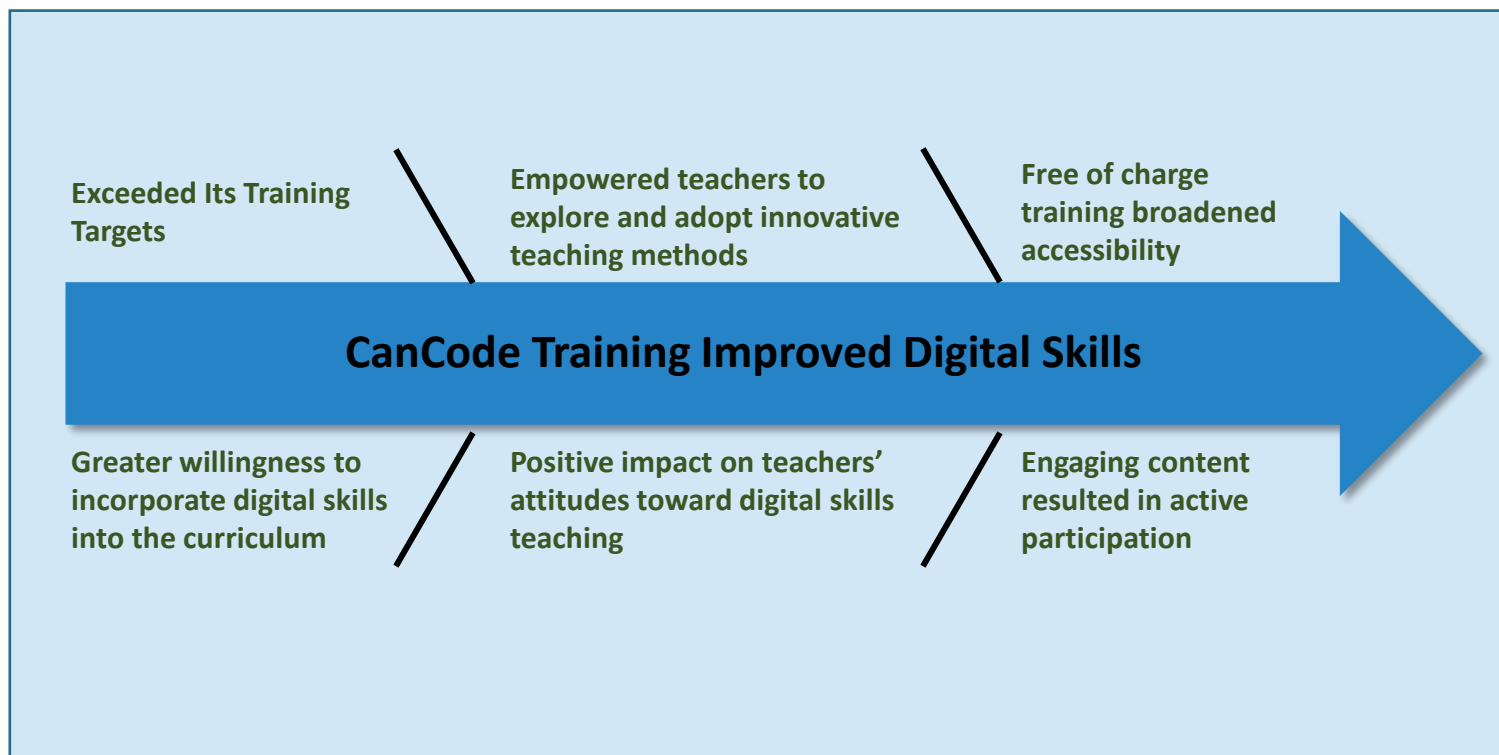 Exceeded Its Training
Targets
Empowered teachers to
explore and adopt innovative
teaching methods
Free of charge
training broadened
accessibility
CanCode Training Improved Digital Skills
Greater willingness to
incorporate digital skills
into the curriculum
Positive impact on teachers’
attitudes toward digital skills
teaching
Engaging content
resulted in active
participation